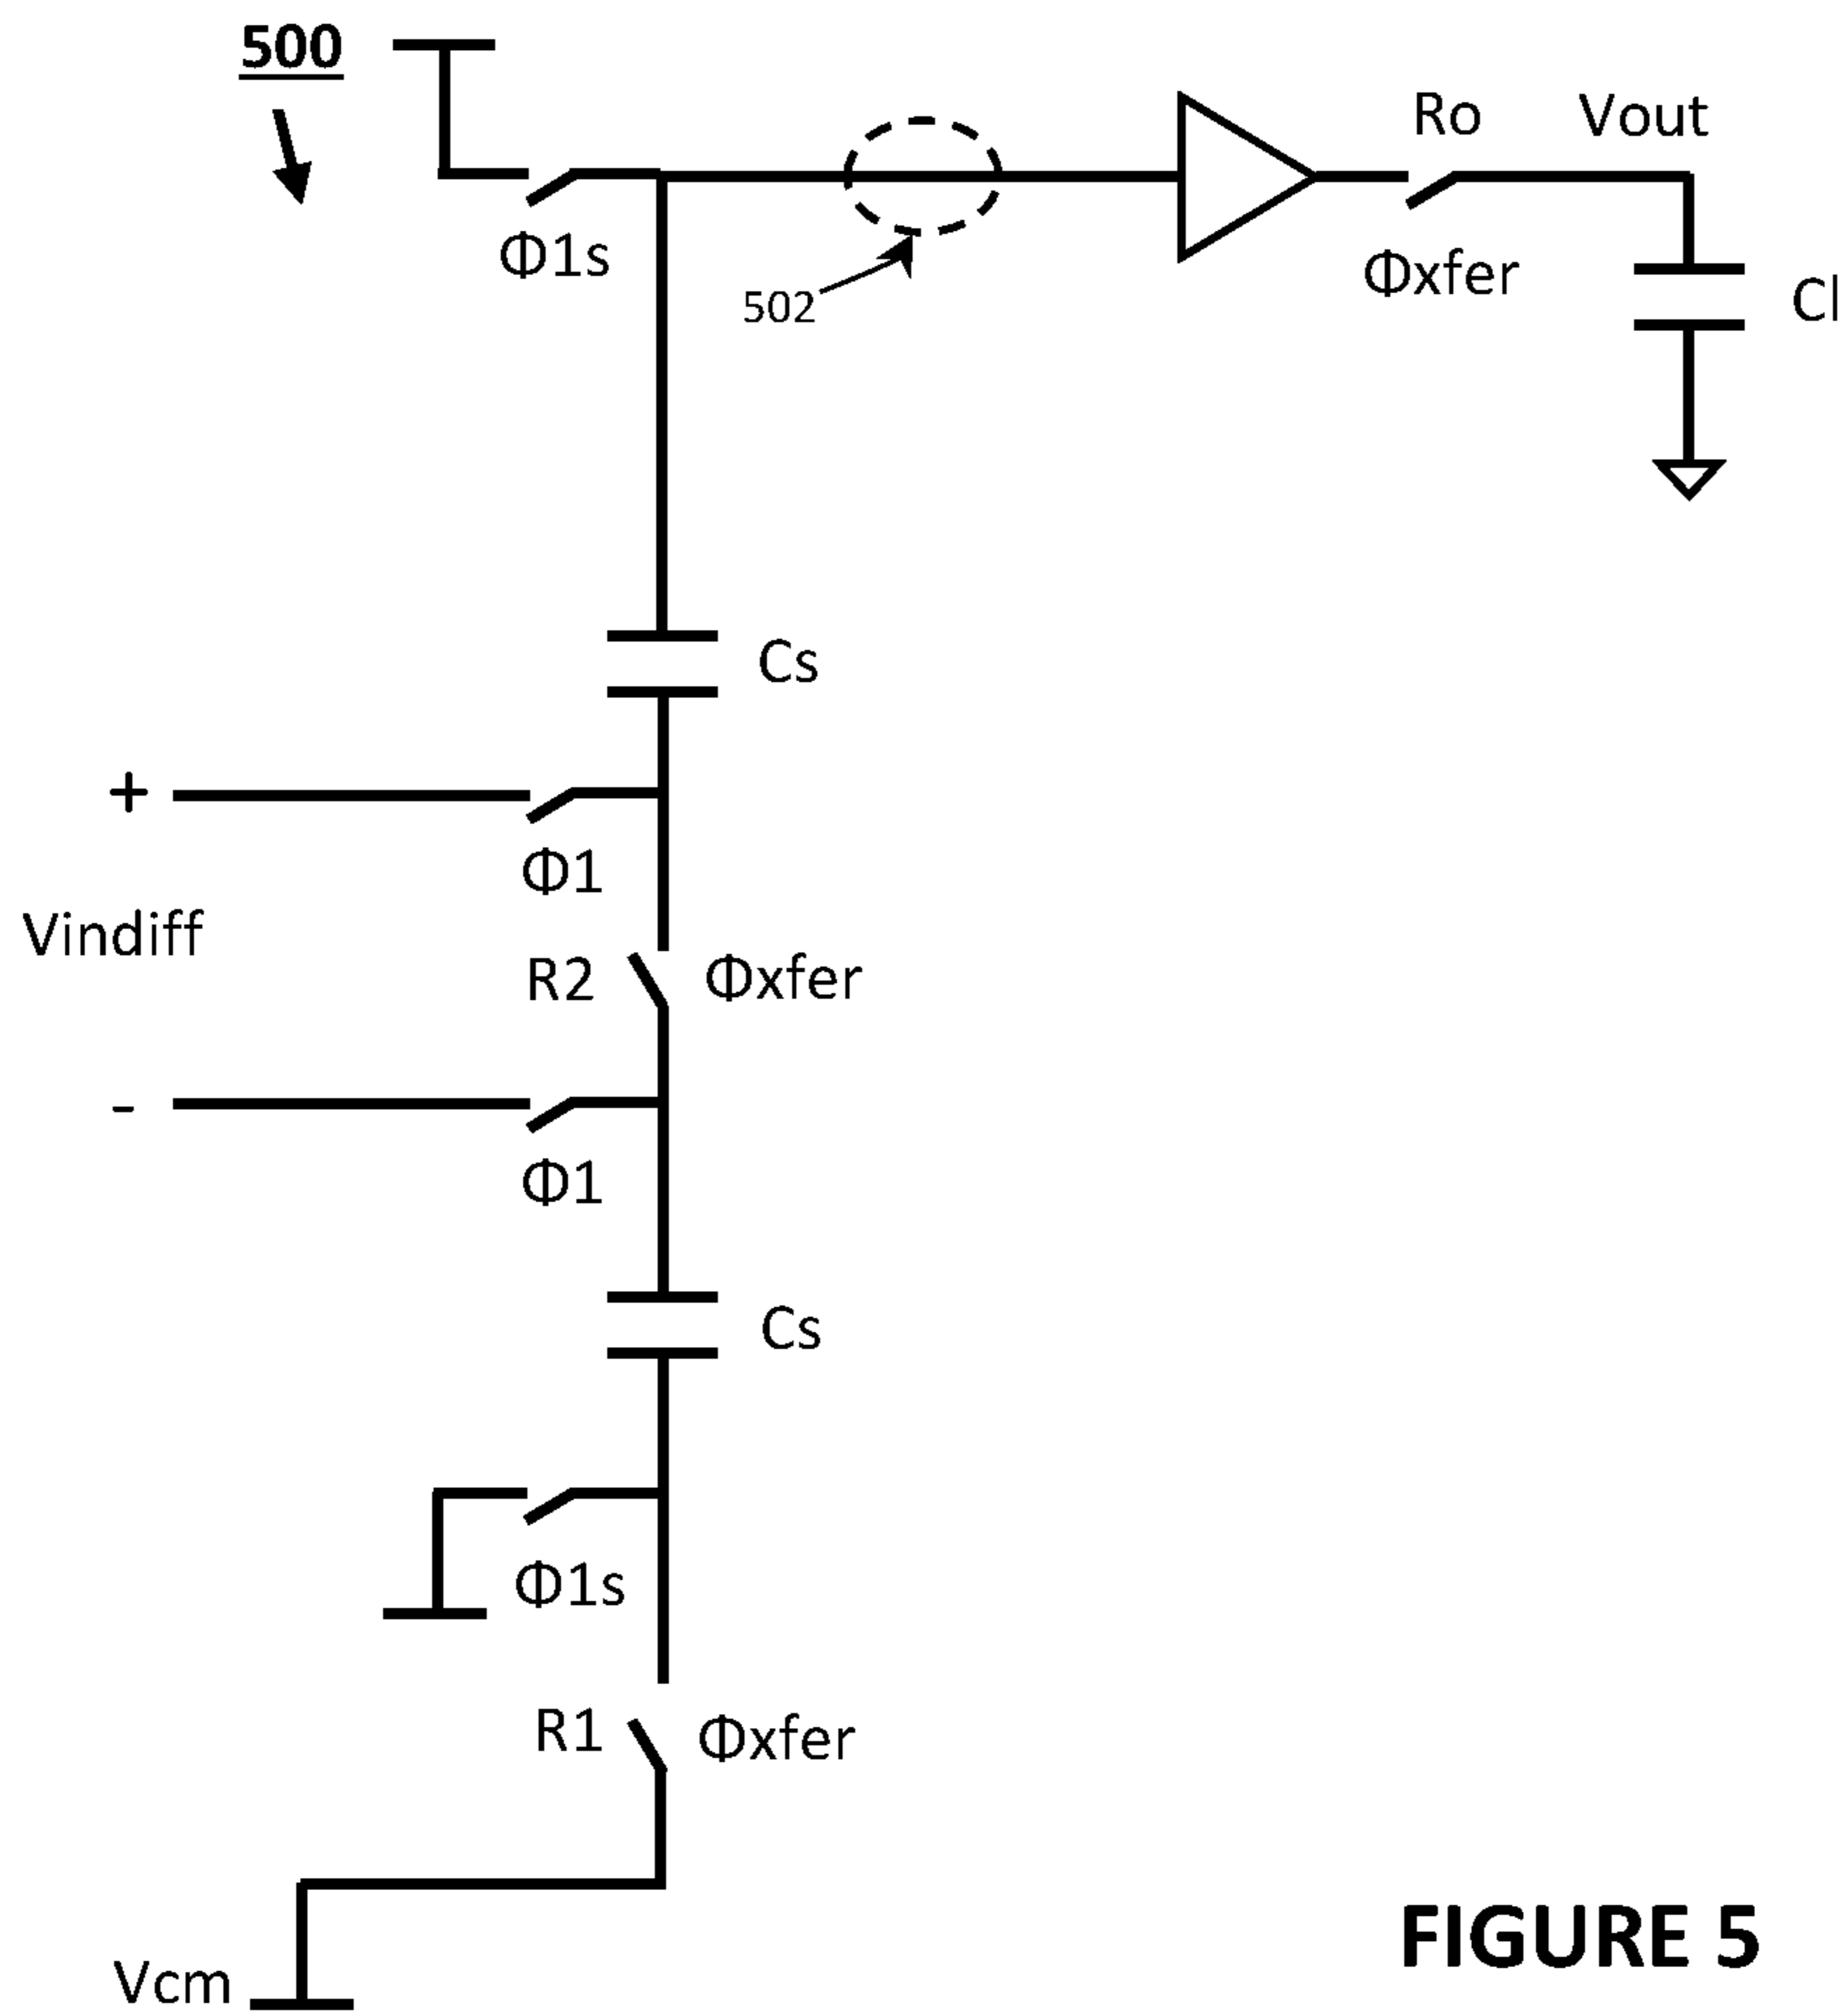 500
Ro
Vout
Φ1s
Φxfer
502
Cl
Cs
+
Φ1
Vindiff
R2
Φxfer
-
Φ1
Cs
Φ1s
R1
Φxfer
Vcm
FIGURE 5